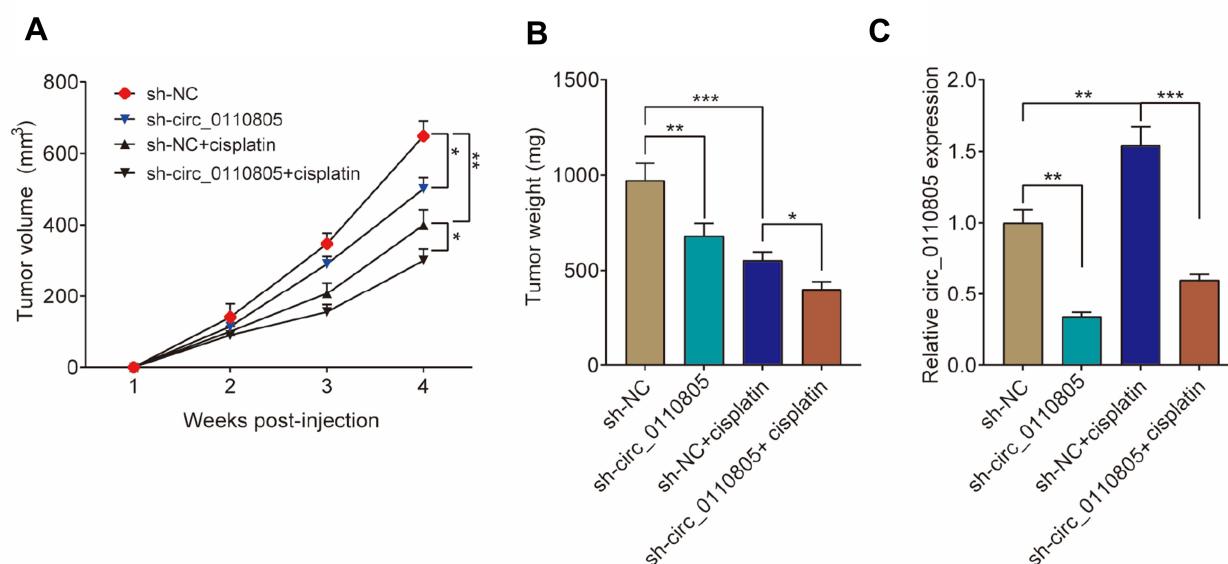 A
Tumor volume (mm³)
800
600
400
200
0
sh-NC
sh-circ_0110805
sh-NC+cisplatin
sh-circ_0110805+cisplatin
*
**
*
1 2 3 4
Weeks post-injection
B
Tumor weight (mg)
1500
1000
500
0
***
**
*
sh-NC
sh-circ_0110805
sh-NC+cisplatin
sh-circ_0110805+ cisplatin
C
Relative circ_0110805 expression
2.0
1.5
1.0
0.5
0.0
**
***
**
sh-NC
sh-circ_0110805
sh-NC+cisplatin
sh-circ_0110805+ cisplatin